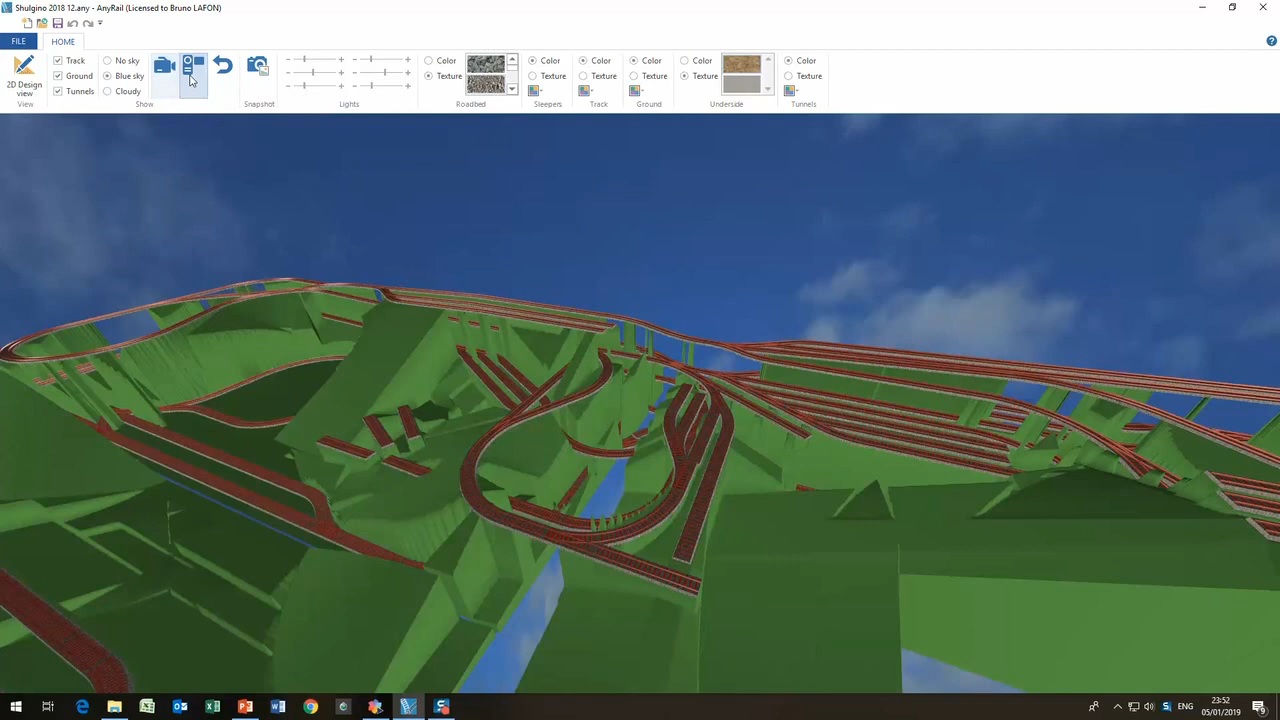 Shulgino 2018 12.any - AnyRail (Licensed to Bruno LAFON)
FILE
HOME
2D Design
view
View
Track
Ground
Tunnels
No sky
Blue sky
Cloudy
Show
Snapshot
Lights
Color
Texture
Roadbed
Color
Texture
Sleepers
Color
Texture
Track
Color
Texture
Ground
Color
Texture
Underside
Color
Texture
Tunnels
ENG
23:52
05/01/2019